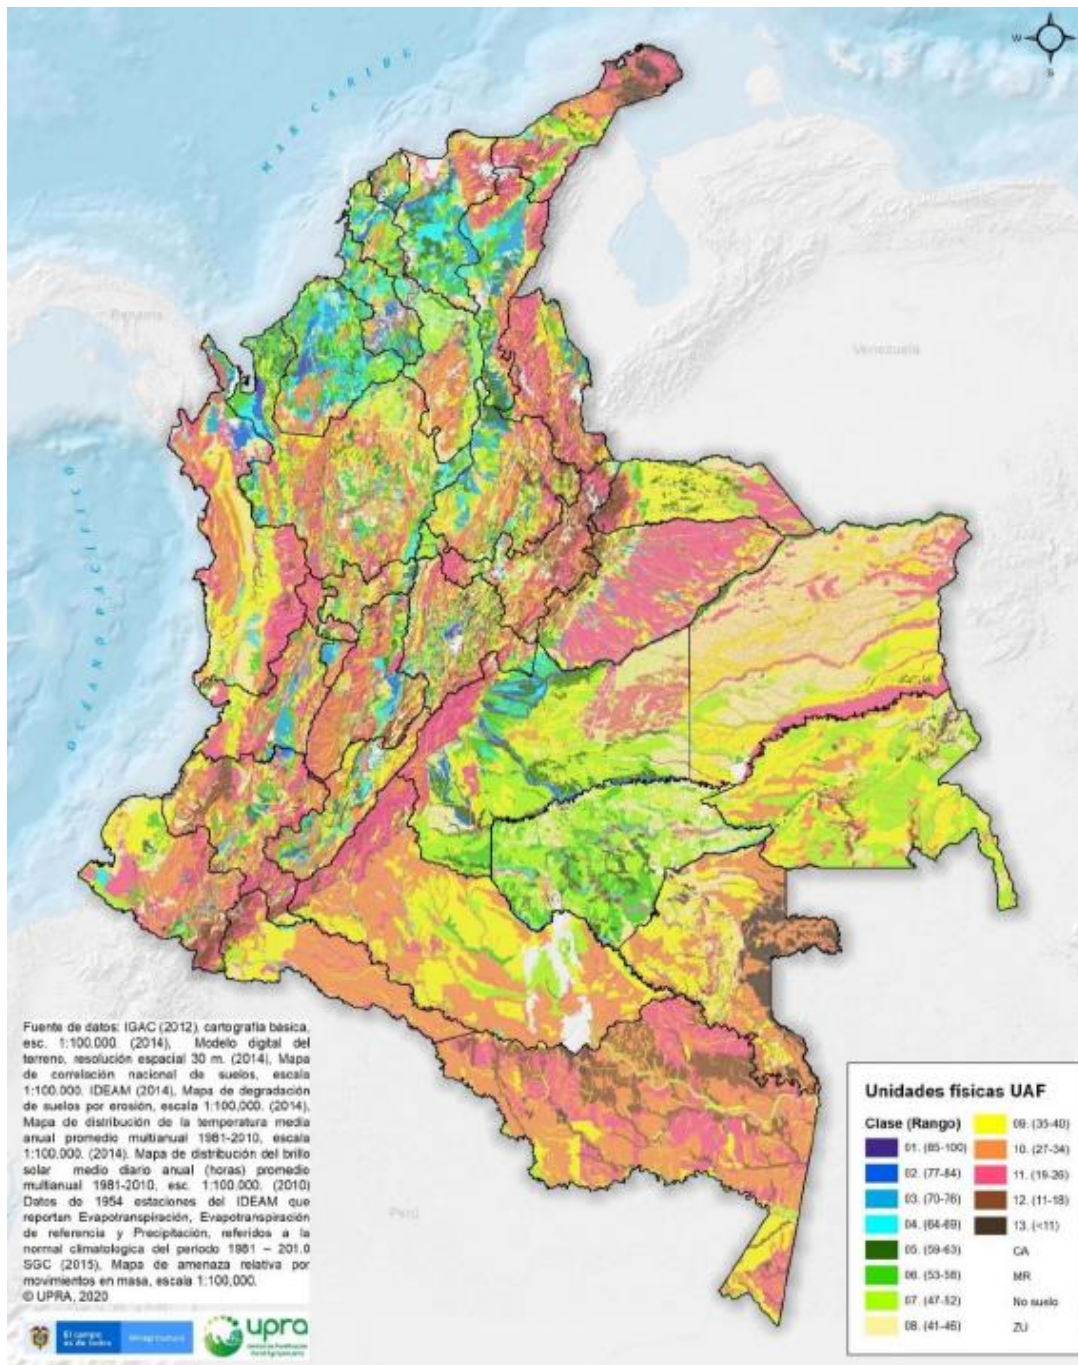 MAR CARIBE
W
S
Panamá
Venezuela
OCÉANO PACÍFICO
Perú
Fuente de datos: IGAC (2012), cartografía básica,
esc. 1:100.000. (2014), Modelo digital del
terreno, resolución espacial 30 m. (2014), Mapa
de correlación nacional de suelos, escala
1:100.000. IDEAM (2014), Mapa de degradación
de suelos por erosión, escala 1:100,000. (2014),
Mapa de distribución de la temperatura media
anual promedio multianual 1981-2010, escala
1:100.000. (2014). Mapa de distribución del brillo
solar medio diario anual (horas) promedio
multianual 1981-2010, esc. 1:100.000. (2010)
Datos de 1954 estaciones del IDEAM que
reportan Evapotranspiración, Evapotranspiración
de referencia y Precipitación, referidos a la
normal climatologica del periodo 1981 – 201.0
SGC (2015), Mapa de amenaza relativa por
movimientos en masa, escala 1:100,000.
© UPRA, 2020
El campo
es de todos
Minagricultura
upra
Unidades físicas UAF
Clase (Rango)
01. (85-100)
02. (77-84)
03. (70-76)
04. (64-69)
05. (59-63)
06. (53-58)
07. (47-52)
08. (41-46)
09. (35-40)
10. (27-34)
11. (19-26)
12. (11-18)
13. (<11)
CA
MR
No suelo
ZU